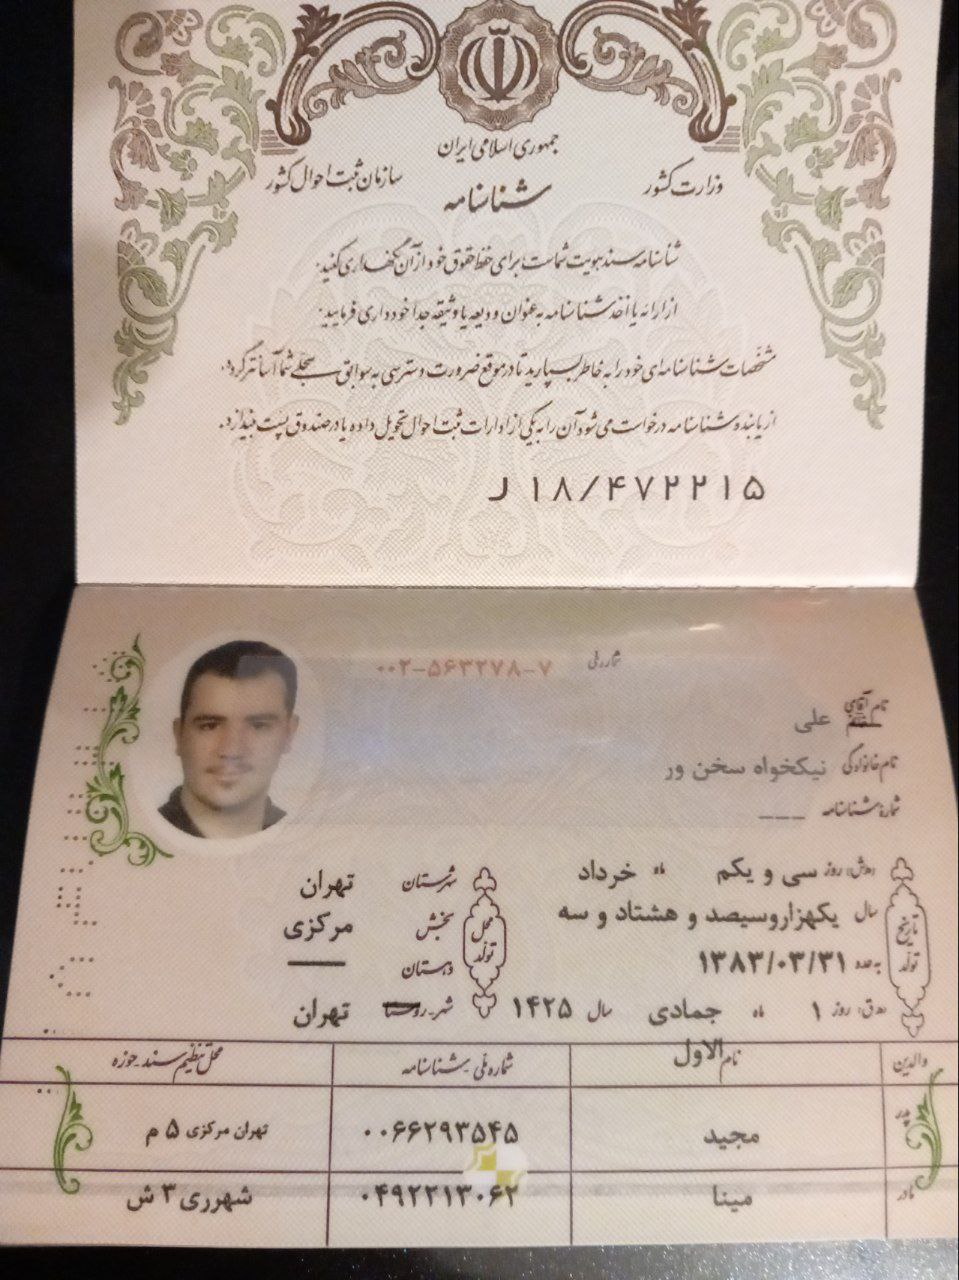 جمهوری اسلامی ایران
وزارت کشور
سازمان ثبت احوال کشور
شناسنامه
شناسنامه سند هویت شماست برای حفظ حقوق خود از آن نگهداری کنید.
از ارائه یا اخذ شناسنامه به عنوان ودیعه یا وثیقه جداً خودداری فرمایید.
مشخصات شناسنامه‌ای خود را به خاطر بسپارید تا در موقع ضرورت دسترسی به سوابق سجلی شما آسانتر گردد.
از یابنده شناسنامه درخواست می شود آن را به یکی از ادارات ثبت احوال تحویل داده یا در صندوق پست بیندازد.
ل ۱۸/۴۷۲۲۱۵
شماره ملی ۰۰۲-۵۶۳۲۷۸-۷
نام آقای علی
نام خانوادگی نیکخواه سخن ور
شماره شناسنامه ---
تاریخ تولد
(ه‍.ش) روز سی و یکم ماه خرداد
سال یکهزاروسیصد و هشتاد و سه
به عدد ۱۳۸۳/۰۳/۳۱
(ه‍.ق) روز ۱ ماه جمادی الاول سال ۱۴۲۵
محل تولد
شهرستان تهران
بخش مرکزی
دهستان ---
شهر-روستا تهران
والدین نام شماره ملی-شناسنامه محل تنظیم سند-حوزه
پدر مجید ۰۰۶۶۲۹۳۵۴۵ تهران مرکزی ۵ م
مادر مینا ۰۴۹۲۲۱۳۰۶۲ شهرری ۳ ش